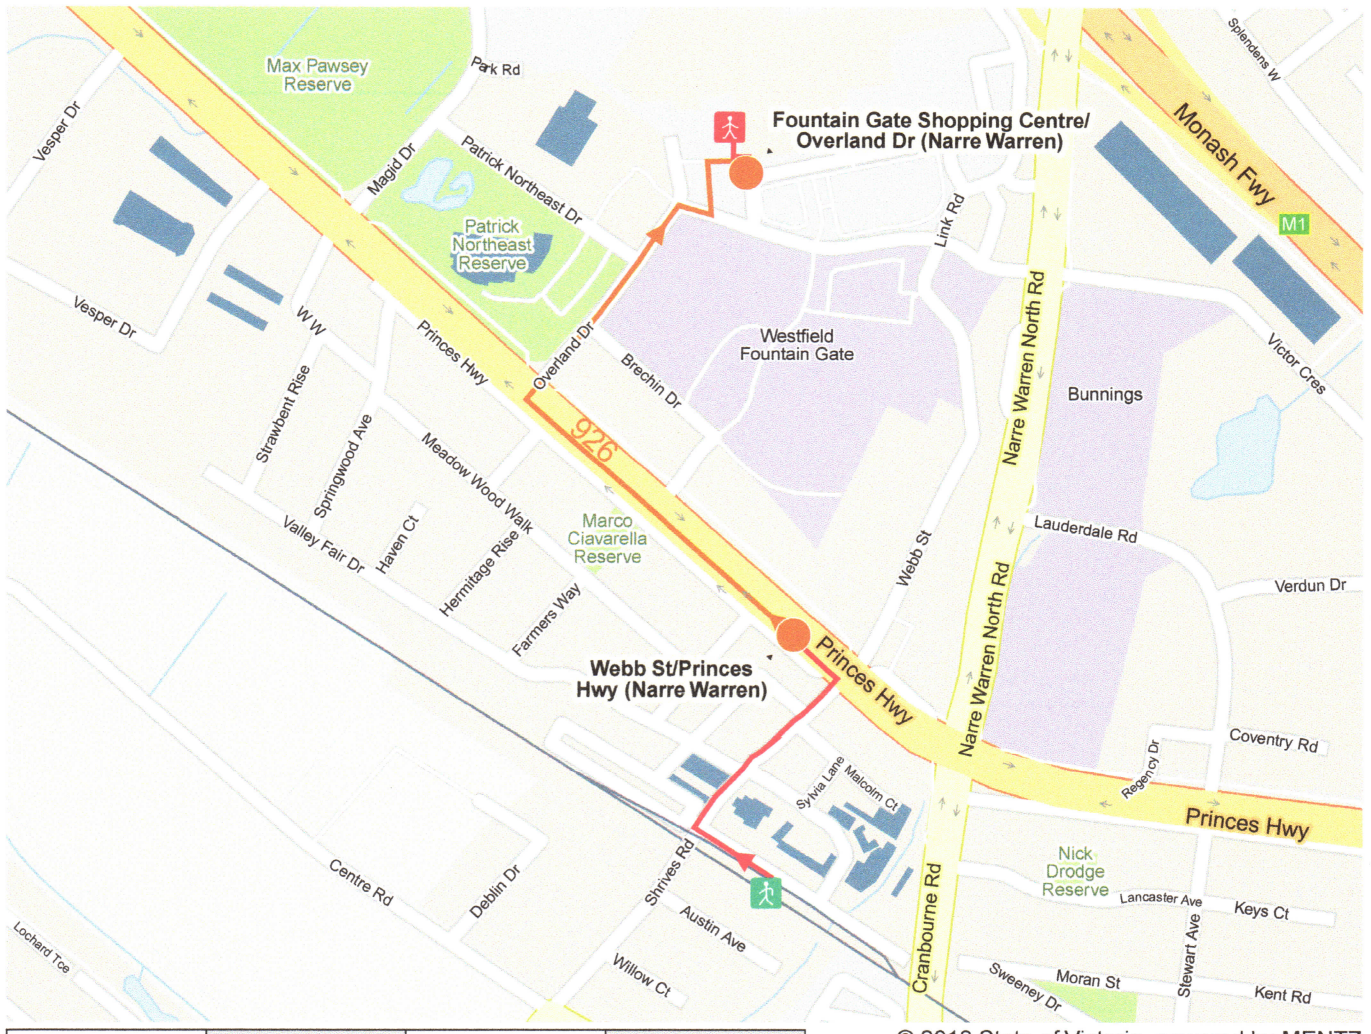 Max Pawsey
Reserve
Park Rd
Splendens W
Vesper Dr
Magid Dr
Patrick Northeast Dr
Fountain Gate Shopping Centre/
Overland Dr (Narre Warren)
Monash Fwy
M1
Patrick
Northeast
Reserve
Link Rd
Vesper Dr
W W
Princes Hwy
Overland Dr
Brechin Dr
Westfield
Fountain Gate
Narre Warren North Rd
Bunnings
Victor Cres
Strawbent Rise
Springwood Ave
926
Meadow Wood Walk
Valley Fair Dr
Haven Ct
Hermitage Rise
Farmers Way
Marco
Ciavarella
Reserve
Webb St
Lauderdale Rd
Verdun Dr
Narre Warren North Rd
Webb St/Princes
Hwy (Narre Warren)
Princes Hwy
Coventry Rd
Regency Dr
Sylvia Lane
Malcolm Ct
Princes Hwy
Nick
Drodge
Reserve
Lancaster Ave
Keys Ct
Centre Rd
Deblin Dr
Shrives Rd
Austin Ave
Willow Ct
Cranbourne Rd
Lochard Tce
Sweeney Dr
Moran St
Stewart Ave
Kent Rd